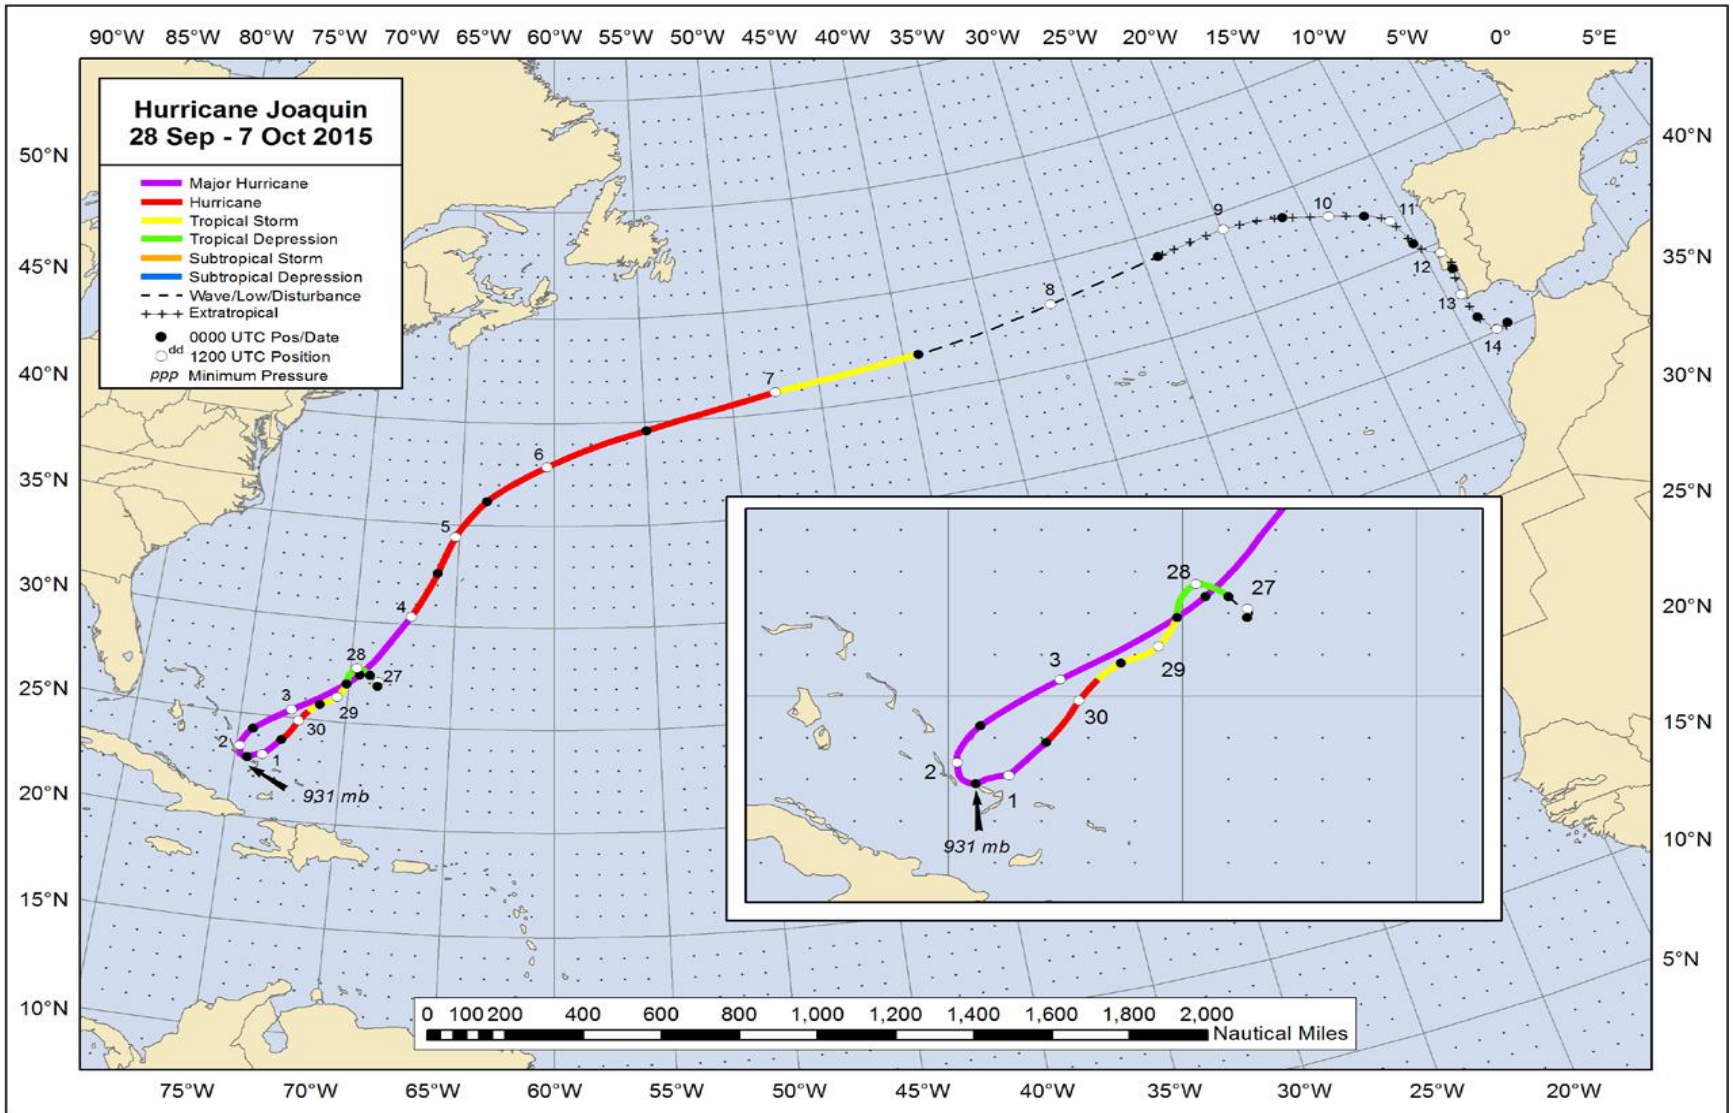 90°W 85°W 80°W 75°W 70°W 65°W 60°W 55°W 50°W 45°W 40°W 35°W 30°W 25°W 20°W 15°W 10°W 5°W 0° 5°E
Hurricane Joaquin
28 Sep - 7 Oct 2015
Major Hurricane
Hurricane
Tropical Storm
Tropical Depression
Subtropical Storm
Subtropical Depression
Wave/Low/Disturbance
Extratropical
0000 UTC Pos/Date
dd 1200 UTC Position
ppp Minimum Pressure
50°N
45°N
40°N
35°N
30°N
25°N
20°N
15°N
10°N
40°N
35°N
30°N
25°N
20°N
15°N
10°N
5°N
9
10
11
12
13
14
8
7
6
5
4
28
27
3
29
30
2
1
931 mb
28
27
3
29
30
2
1
931 mb
0 100 200 400 600 800 1,000 1,200 1,400 1,600 1,800 2,000
Nautical Miles
75°W 70°W 65°W 60°W 55°W 50°W 45°W 40°W 35°W 30°W 25°W 20°W